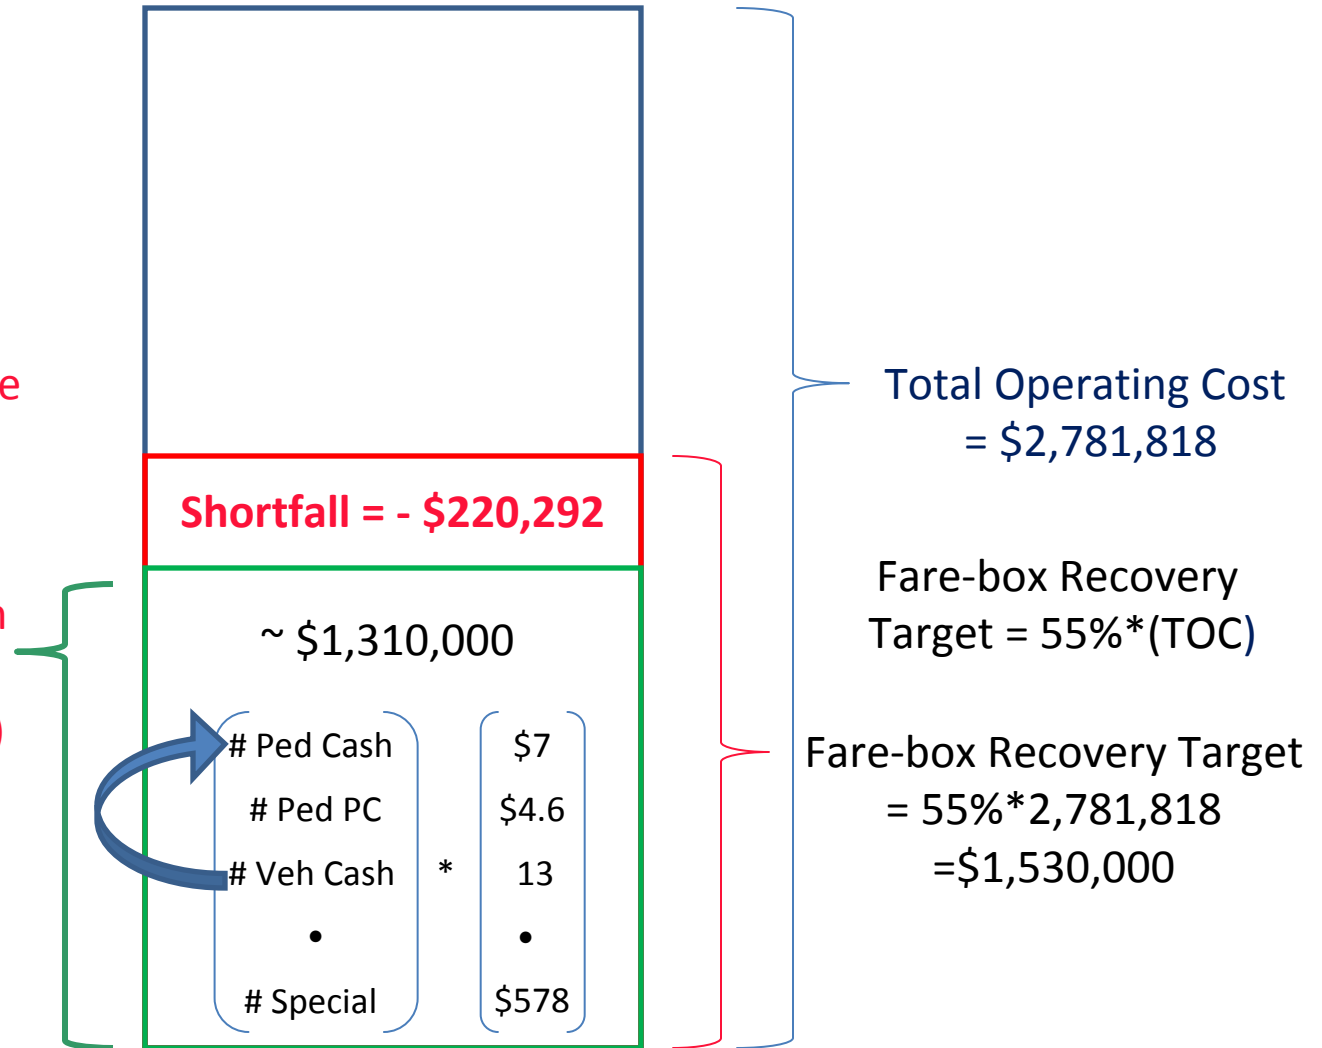 e
Total Operating Cost
= $2,781,818
Shortfall = - $220,292
Fare-box Recovery
Target = 55%*(TOC)
n
~ $1,310,000
)
# Ped Cash $7
# Ped PC $4.6
# Veh Cash * 13
• •
# Special $578
Fare-box Recovery Target
= 55%*2,781,818
=$1,530,000